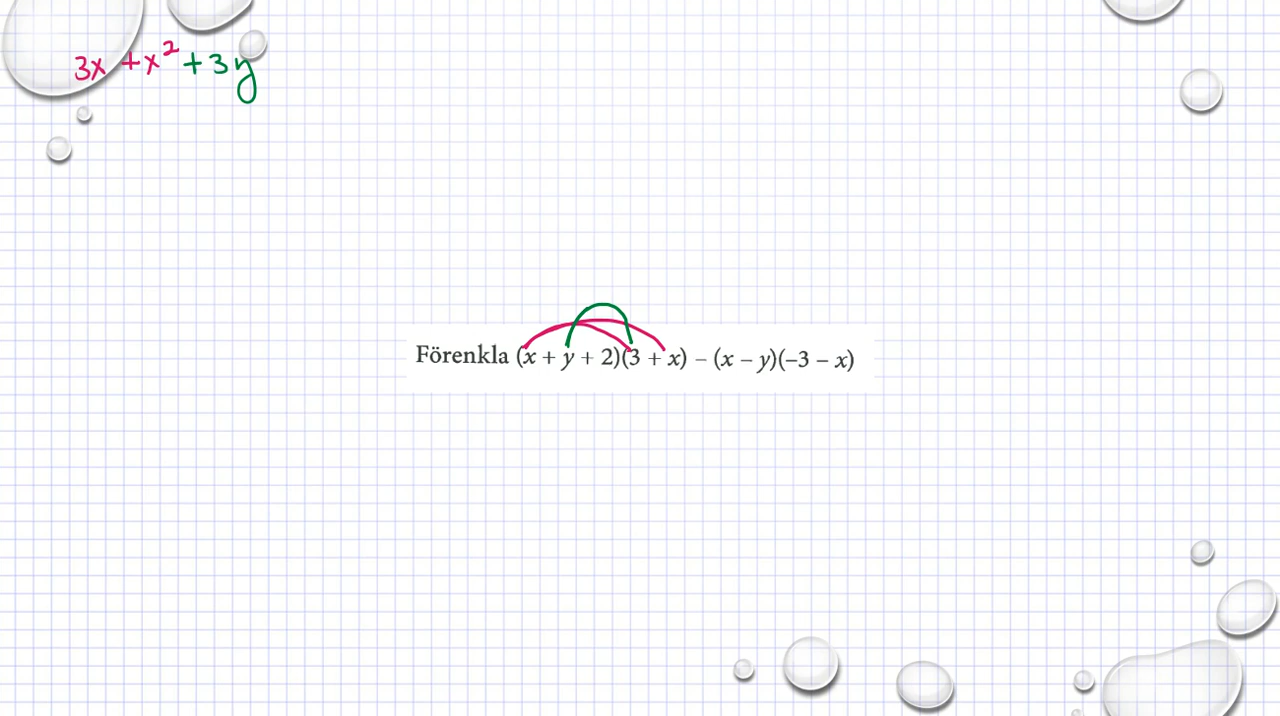 3x + x² + 3y
Förenkla (x + y + 2)(3 + x) − (x − y)(−3 − x)